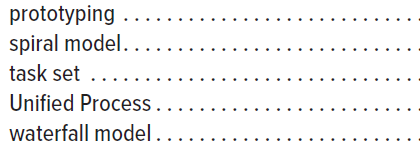 prototyping . . . . . . . . . . . . . . . . . . . . . . . . . . . .
spiral model. . . . . . . . . . . . . . . . . . . . . . . . . . . .
task set . . . . . . . . . . . . . . . . . . . . . . . . . . . . . . .
Unified Process . . . . . . . . . . . . . . . . . . . . . . . . .
waterfall model . . . . . . . . . . . . . . . . . . . . . . . . .